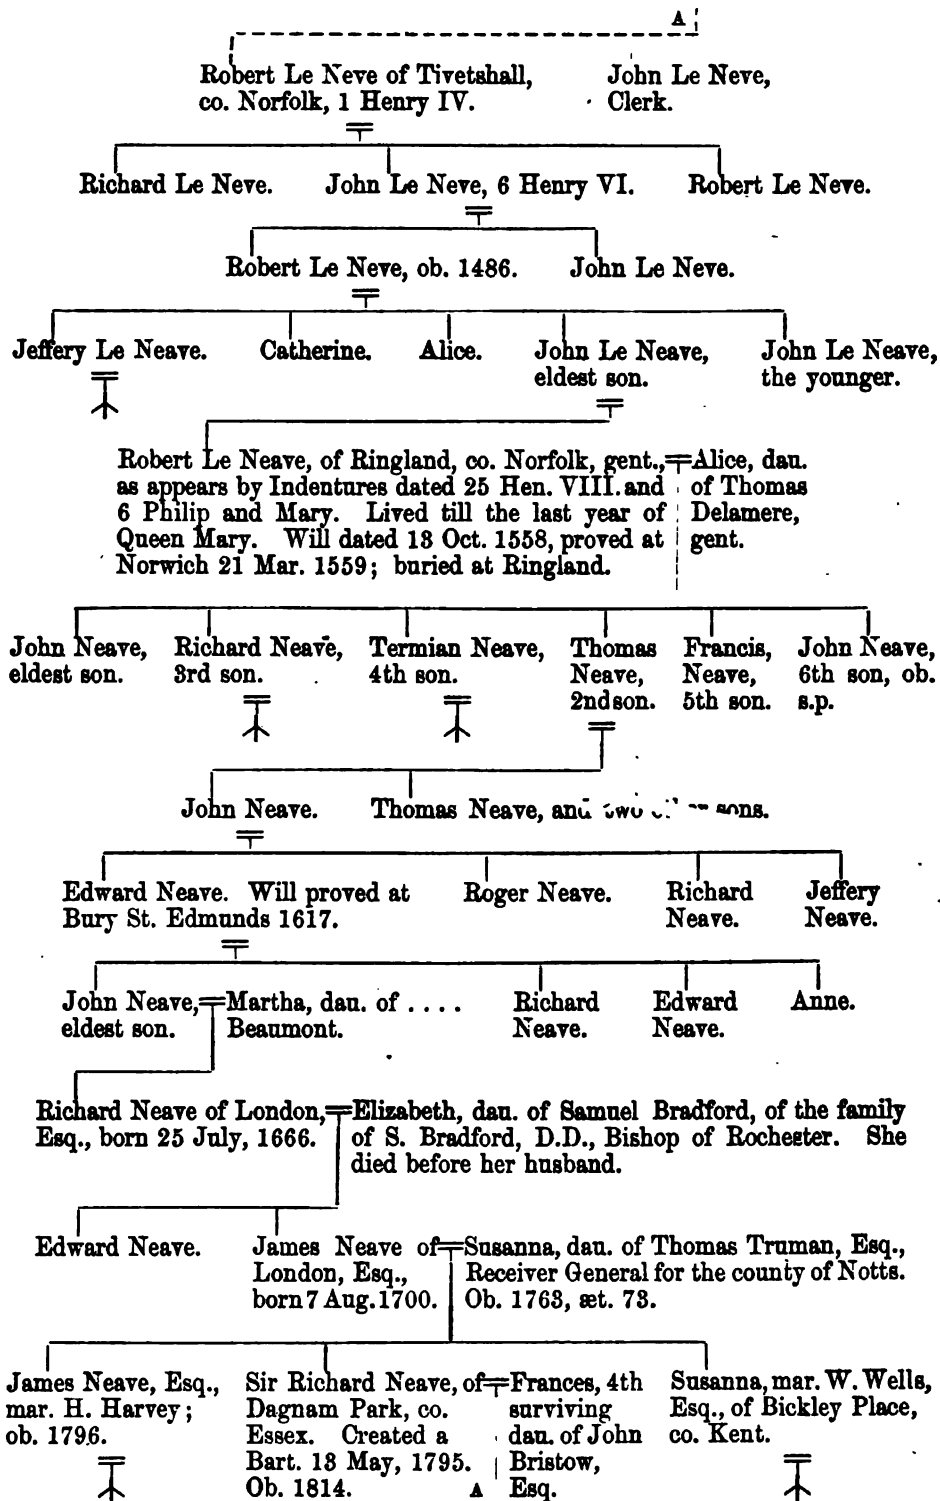 A
Robert Le Neve of Tivetshall,
co. Norfolk, 1 Henry IV.
John Le Neve,
Clerk.
Richard Le Neve.
John Le Neve, 6 Henry VI.
Robert Le Neve.
Robert Le Neve, ob. 1486.
John Le Neve.
Jeffery Le Neave.
Catherine.
Alice.
John Le Neave,
eldest son.
John Le Neave,
the younger.
Robert Le Neave, of Ringland, co. Norfolk, gent.,
as appears by Indentures dated 25 Hen. VIII. and
6 Philip and Mary. Lived till the last year of
Queen Mary. Will dated 13 Oct. 1558, proved at
Norwich 21 Mar. 1559; buried at Ringland.
Alice, dau.
of Thomas
Delamere,
gent.
John Neave,
eldest son.
Richard Neave,
3rd son.
Termian Neave,
4th son.
Thomas
Neave,
2nd son.
Francis,
Neave,
5th son.
John Neave,
6th son, ob.
s.p.
John Neave.
Thomas Neave, and two sons.
Edward Neave. Will proved at
Bury St. Edmunds 1617.
Roger Neave.
Richard
Neave.
Jeffery
Neave.
John Neave,
eldest son.
Martha, dau. of ....
Beaumont.
Richard
Neave.
Edward
Neave.
Anne.
Richard Neave of London,
Esq., born 25 July, 1666.
Elizabeth, dau. of Samuel Bradford, of the family
of S. Bradford, D.D., Bishop of Rochester. She
died before her husband.
Edward Neave.
James Neave of
London, Esq.,
born 7 Aug. 1700.
Susanna, dau. of Thomas Truman, Esq.,
Receiver General for the county of Notts.
Ob. 1763, æt. 73.
James Neave, Esq.,
mar. H. Harvey;
ob. 1796.
Sir Richard Neave, of
Dagnam Park, co.
Essex. Created a
Bart. 13 May, 1795.
Ob. 1814.
A
Frances, 4th
surviving
dau. of John
Bristow,
Esq.
Susanna, mar. W. Wells,
Esq., of Bickley Place,
co. Kent.